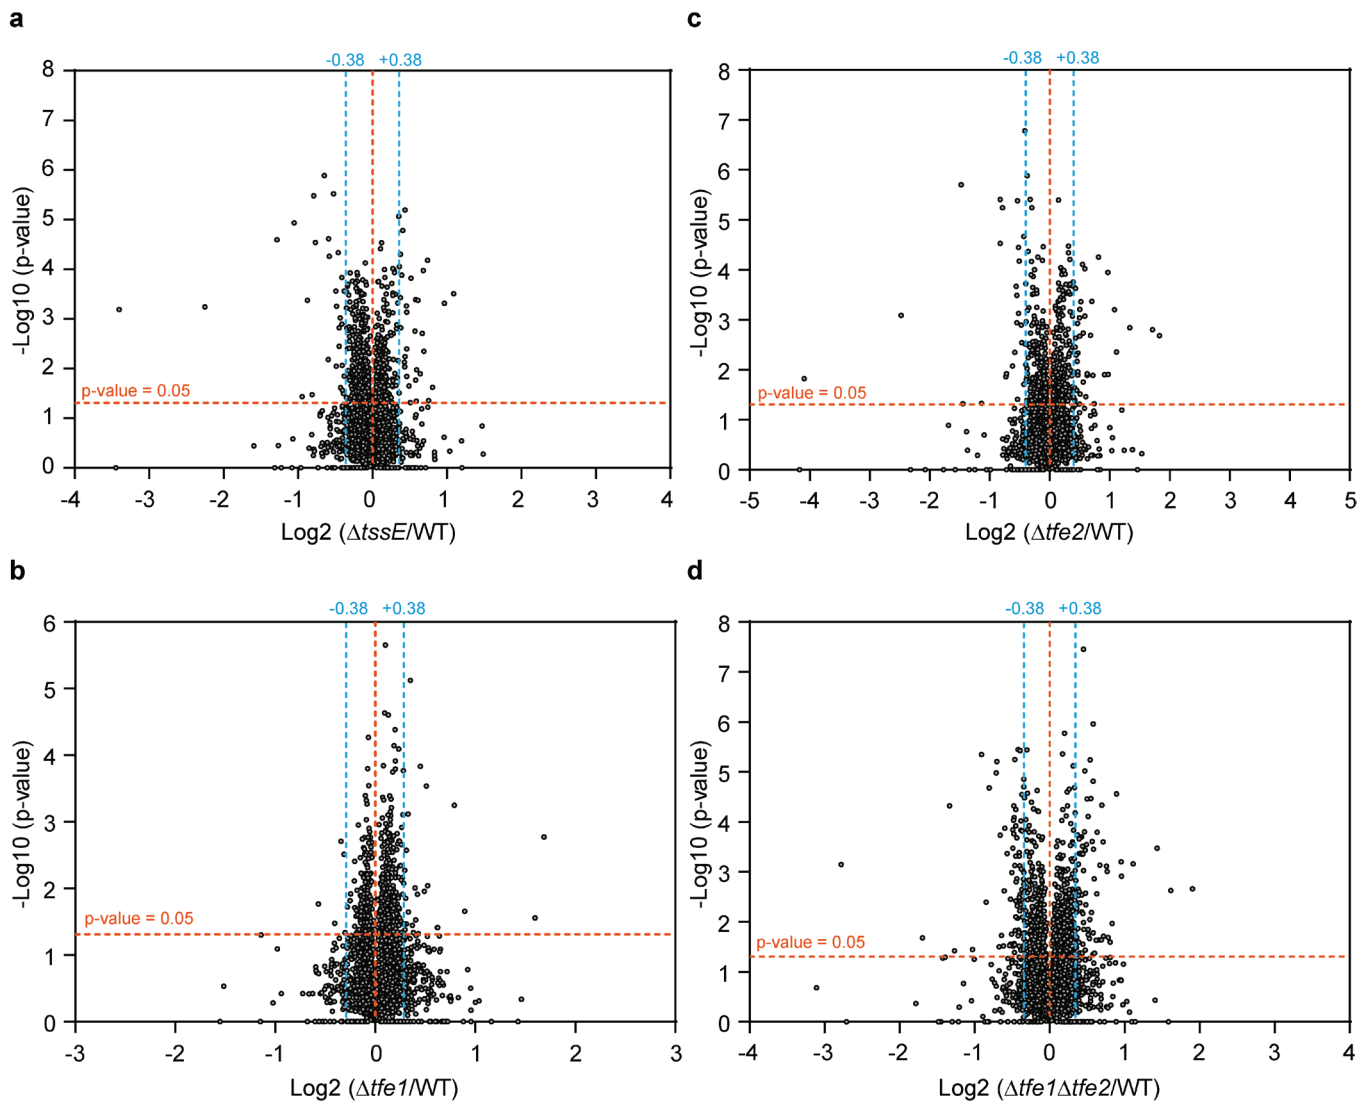 a
-0.38 +0.38
8
7
6
5
4
3
2
1
0
-Log10 (p-value)
p-value = 0.05
-4 -3 -2 -1 0 1 2 3 4
Log2 (ΔtssE/WT)
c
-0.38 +0.38
8
7
6
5
4
3
2
1
0
-Log10 (p-value)
p-value = 0.05
-5 -4 -3 -2 -1 0 1 2 3 4 5
Log2 (Δtfe2/WT)
b
-0.38 +0.38
6
5
4
3
2
1
0
-Log10 (p-value)
p-value = 0.05
-3 -2 -1 0 1 2 3
Log2 (Δtfe1/WT)
d
-0.38 +0.38
8
7
6
5
4
3
2
1
0
-Log10 (p-value)
p-value = 0.05
-4 -3 -2 -1 0 1 2 3 4
Log2 (Δtfe1Δtfe2/WT)